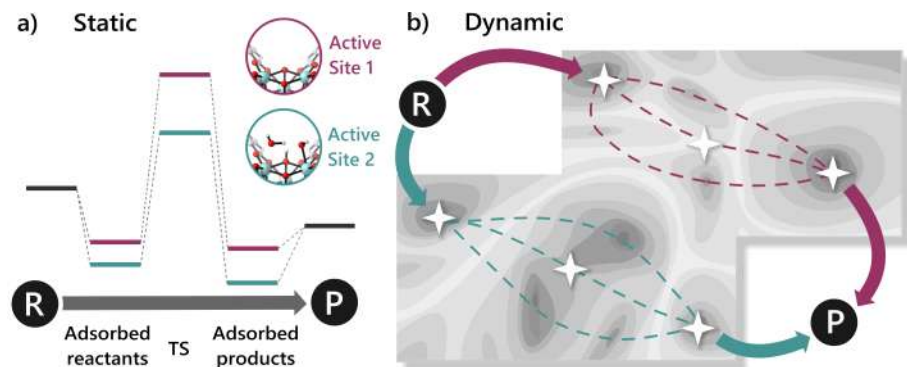 a) Static
Active
Site 1
Active
Site 2
R
P
Adsorbed
reactants
TS
Adsorbed
products
b) Dynamic
R
P